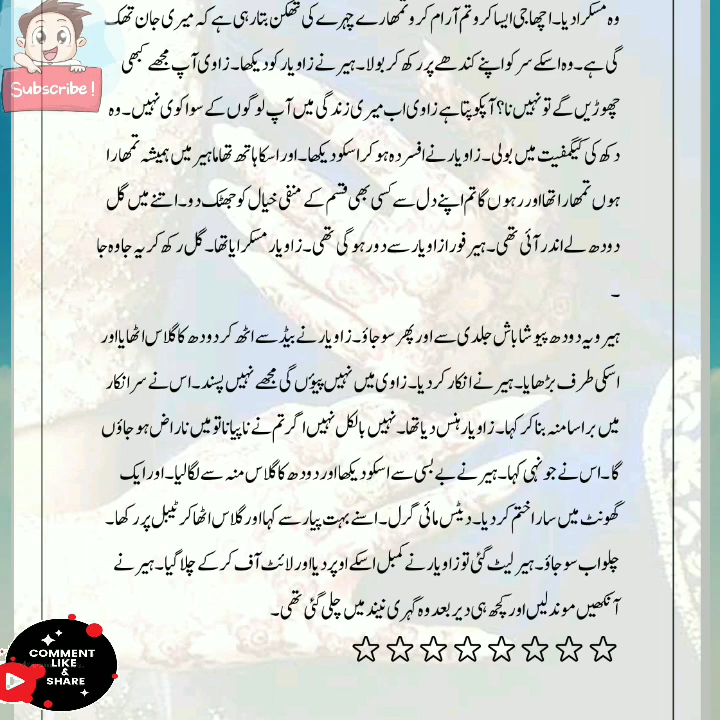 وہ مسکرا دیا۔ اچھا جی ایسا کرو تم آرام کرو تمھارے چہرے کی تھکن بتا رہی ہے کہ میری جان تھک
گی ہے۔ وہ اسکے سر کو اپنے کندھے پر رکھ کر بولا۔ ہیر نے زاویار کو دیکھا۔ زاوی آپ مجھے کبھی
چھوڑیں گے تو نہیں نا؟ آپکو پتا ہے زاوی اب میری زندگی میں آپ لوگوں کے سوا کوی نہیں۔ وہ
دکھ کی کیگمفیت میں بولی۔ زاویار نے افسردہ ہو کر اسکو دیکھا۔ اور اسکا ہاتھ تھاما ہیر میں ہمیشہ تمھارا
ہوں تمھارا تھا اور رہوں گا تم اپنے دل سے کسی بھی قسم کے منفی خیال کو جھٹک دو۔ اتنے میں گل
دودھ لے اندر آئی تھی۔ ہیر فورا زاویار سے دور ہو گی تھی۔ زاویار مسکرایا تھا۔ گل رکھ کر یہ جاوہ جا
۔
ہیر ویہ دودھ پیو شاباش جلدی سے اور پھر سو جاؤ۔ زاویار نے بیڈ سے اٹھ کر دودھ کا گلاس اٹھایا اور
اسکی طرف بڑھایا۔ ہیر نے انکار کر دیا۔ زاوی میں نہیں پیؤں گی مجھے نہیں پسند۔ اس نے سر انکار
میں برا سا منہ بنا کر کہا۔ زاویار ہنس دیا تھا۔ نہیں بالکل نہیں اگر تم نے نا پیا نا تو میں ناراض ہو جاؤں
گا۔ اس نے جو نہی کہا۔ ہیر نے بے بسی سے اسکو دیکھا اور دودھ کا گلاس منہ سے لگا لیا۔ اور ایک
گھونٹ میں سارا ختم کر دیا۔ دیٹس مائی گرل۔ اسنے بہت پیار سے کہا اور گلاس اٹھا کر ٹیبل پر رکھا۔
چلو اب سو جاؤ۔ ہیر لیٹ گئی تو زاویار نے کمبل اسکے اوپر دیا اور لائٹ آف کر کے چلا گیا۔ ہیر نے
آنکھیں موند لیں اور کچھ ہی دیر بعد وہ گہری نیند میں چلی گئی تھی۔
☆☆☆☆☆☆☆☆
Subscribe!
COMMENT
LIKE
&
SHARE